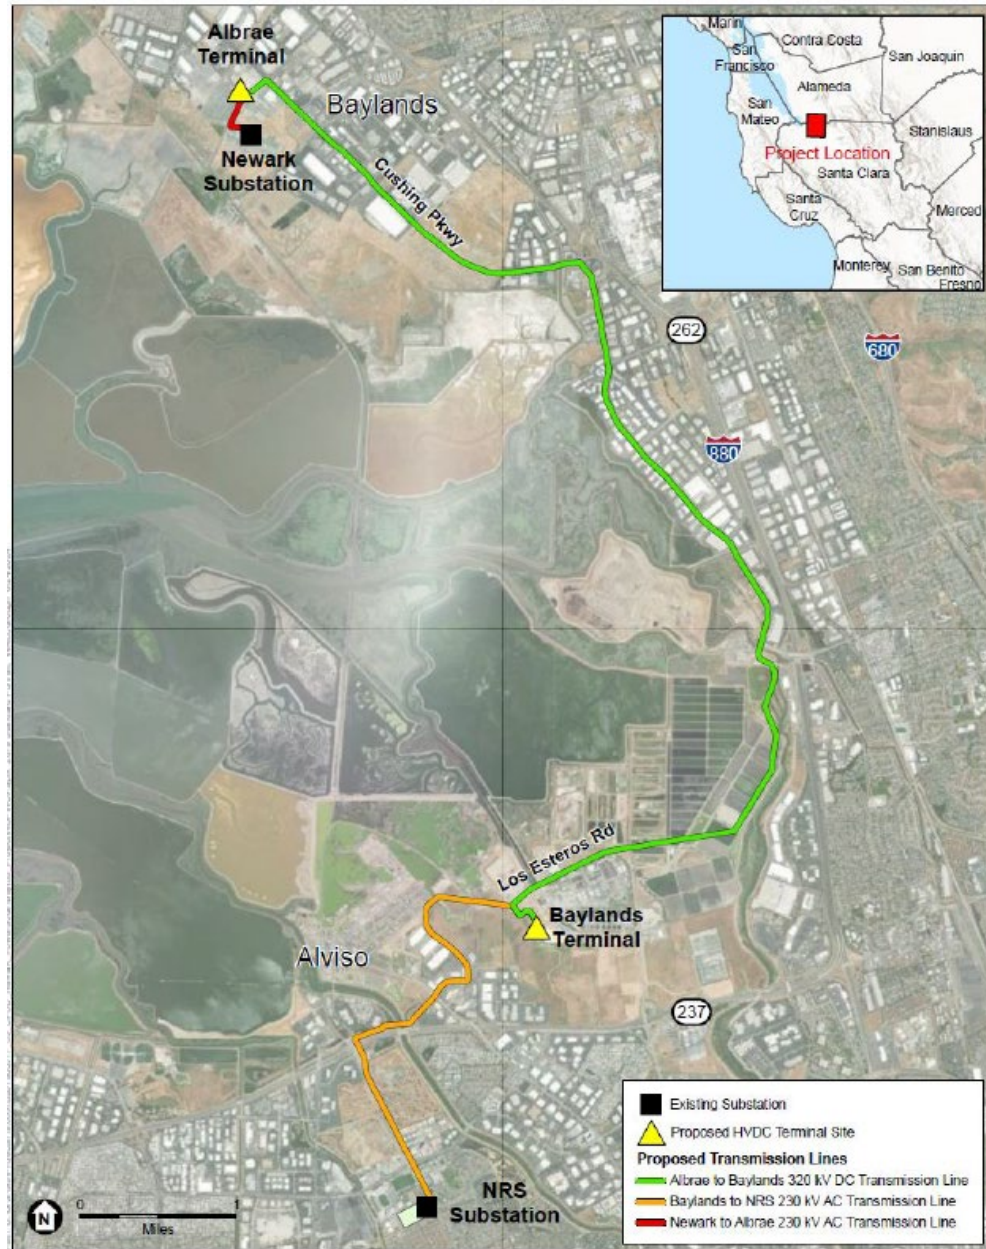 Albrae
Terminal
Baylands
Newark
Substation
Cushing Pkwy
Marin
Contra Costa
San
Francisco
San Joaquin
Alameda
San
Mateo
Stanislaus
Project Location
Santa Clara
Santa
Cruz
Merced
Monterey
San Benito
Fresno
262
680
880
Los Esteros Rd
Baylands
Terminal
Alviso
237
NRS
Substation
N
0 1
Miles
Existing Substation
Proposed HVDC Terminal Site
Proposed Transmission Lines
Albrae to Baylands 320 kV DC Transmission Line
Baylands to NRS 230 kV AC Transmission Line
Newark to Albrae 230 kV AC Transmission Line